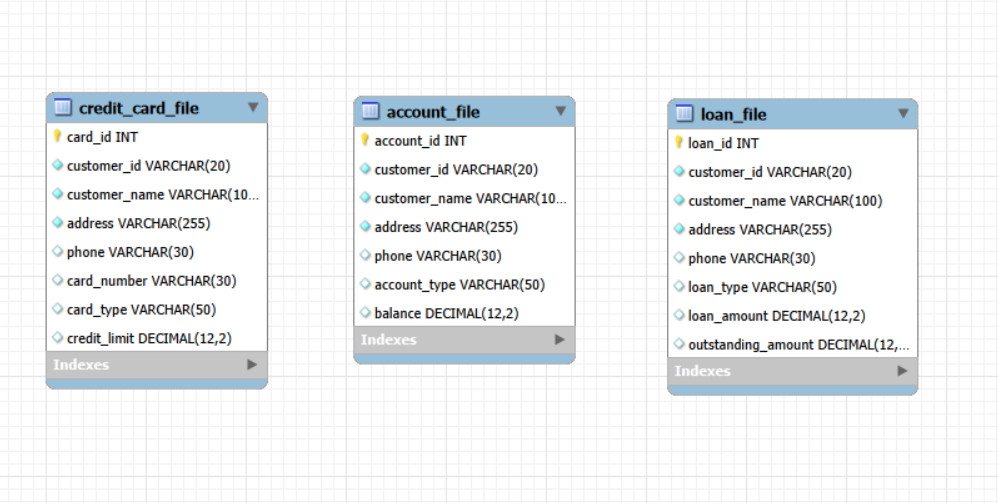 credit_card_file
card_id INT
customer_id VARCHAR(20)
customer_name VARCHAR(10...
address VARCHAR(255)
phone VARCHAR(30)
card_number VARCHAR(30)
card_type VARCHAR(50)
credit_limit DECIMAL(12,2)
Indexes
account_file
account_id INT
customer_id VARCHAR(20)
customer_name VARCHAR(10...
address VARCHAR(255)
phone VARCHAR(30)
account_type VARCHAR(50)
balance DECIMAL(12,2)
Indexes
loan_file
loan_id INT
customer_id VARCHAR(20)
customer_name VARCHAR(100)
address VARCHAR(255)
phone VARCHAR(30)
loan_type VARCHAR(50)
loan_amount DECIMAL(12,2)
outstanding_amount DECIMAL(12,...
Indexes